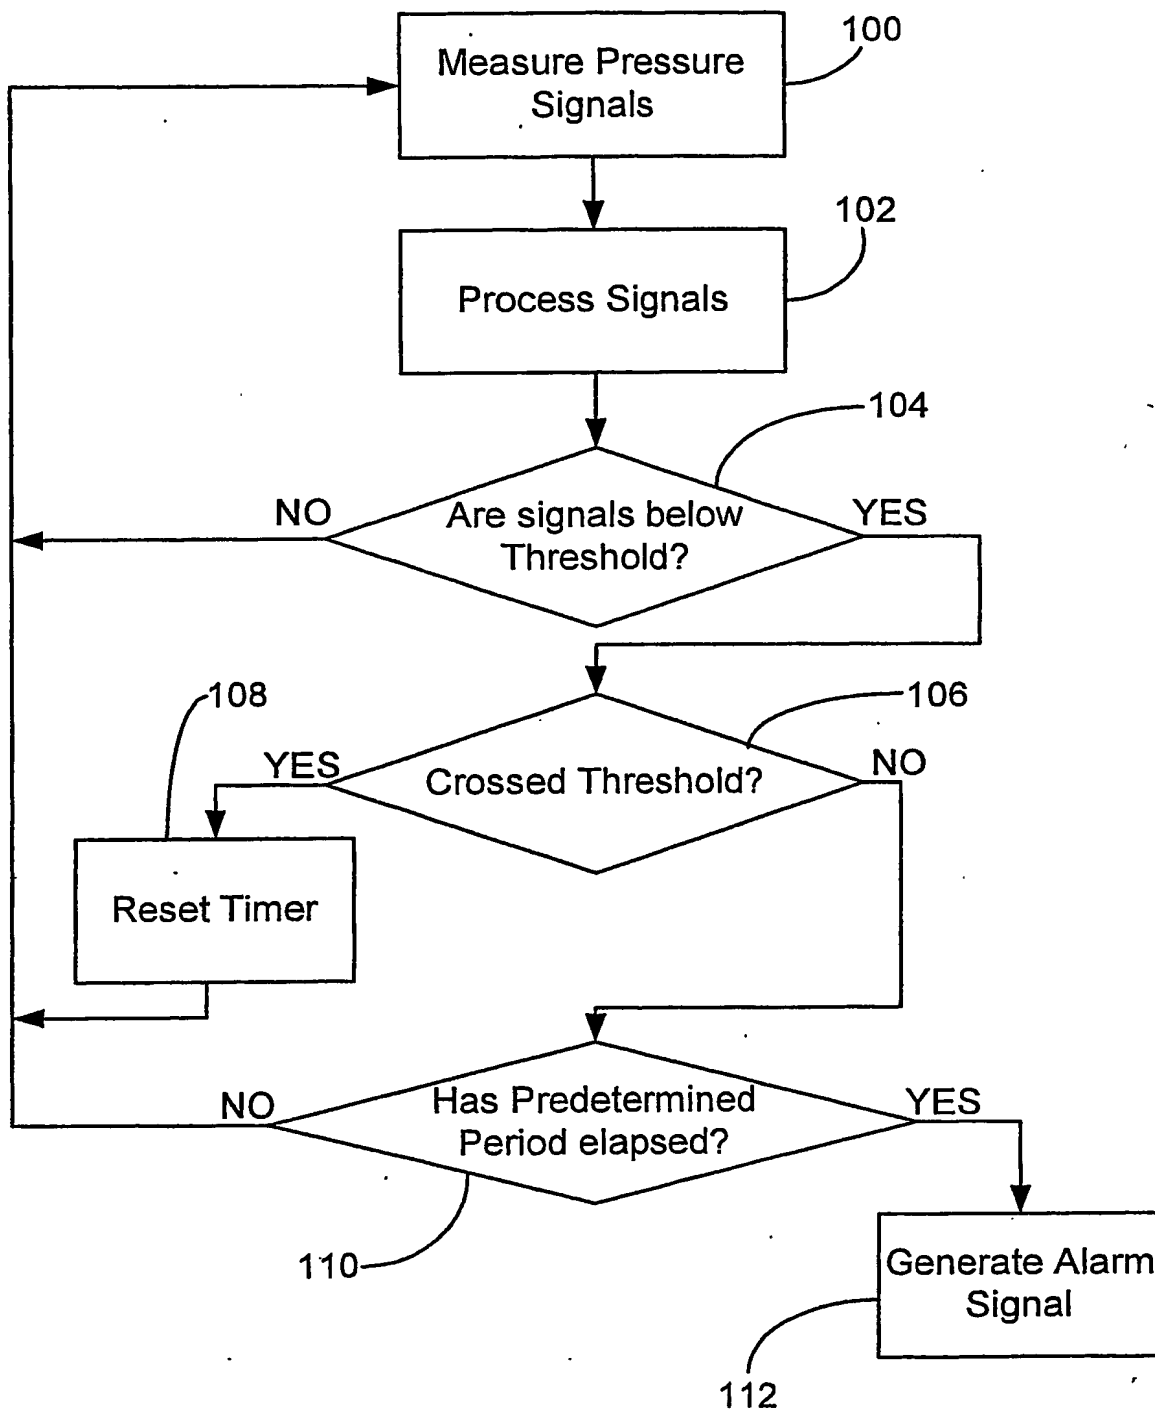 Measure Pressure
Signals
100
Process Signals
102
104
NO
Are signals below
Threshold?
YES
108
106
YES
Crossed Threshold?
NO
Reset Timer
NO
Has Predetermined
Period elapsed?
YES
110
Generate Alarm
Signal
112